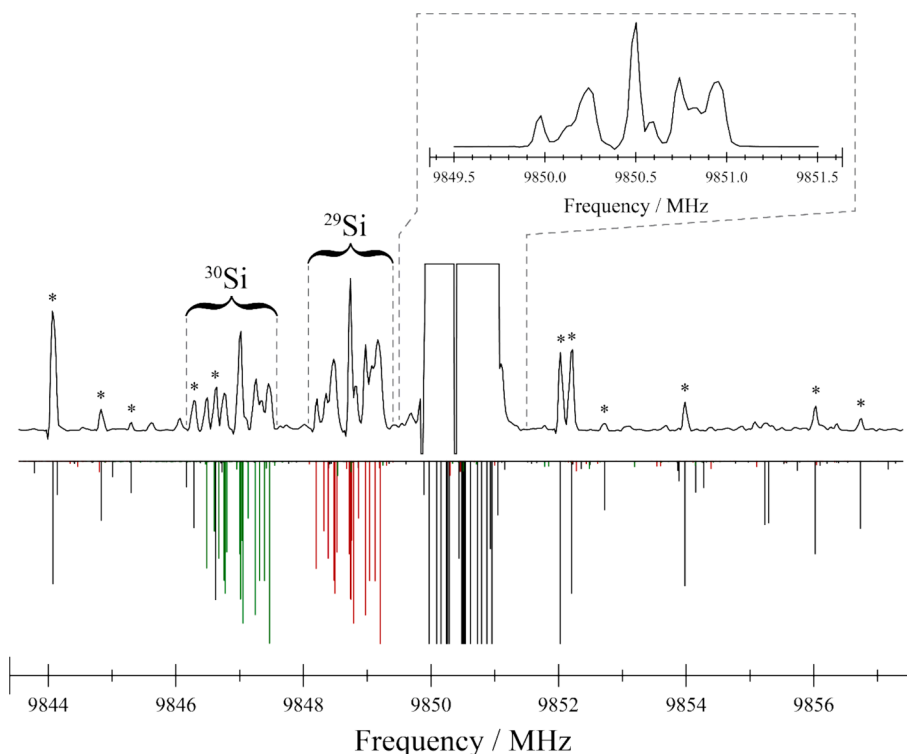 9849.5 9850.0 9850.5 9851.0 9851.5
Frequency / MHz
²⁹Si
³⁰Si
* * * * * * * * * * *
9844 9846 9848 9850 9852 9854 9856
Frequency / MHz